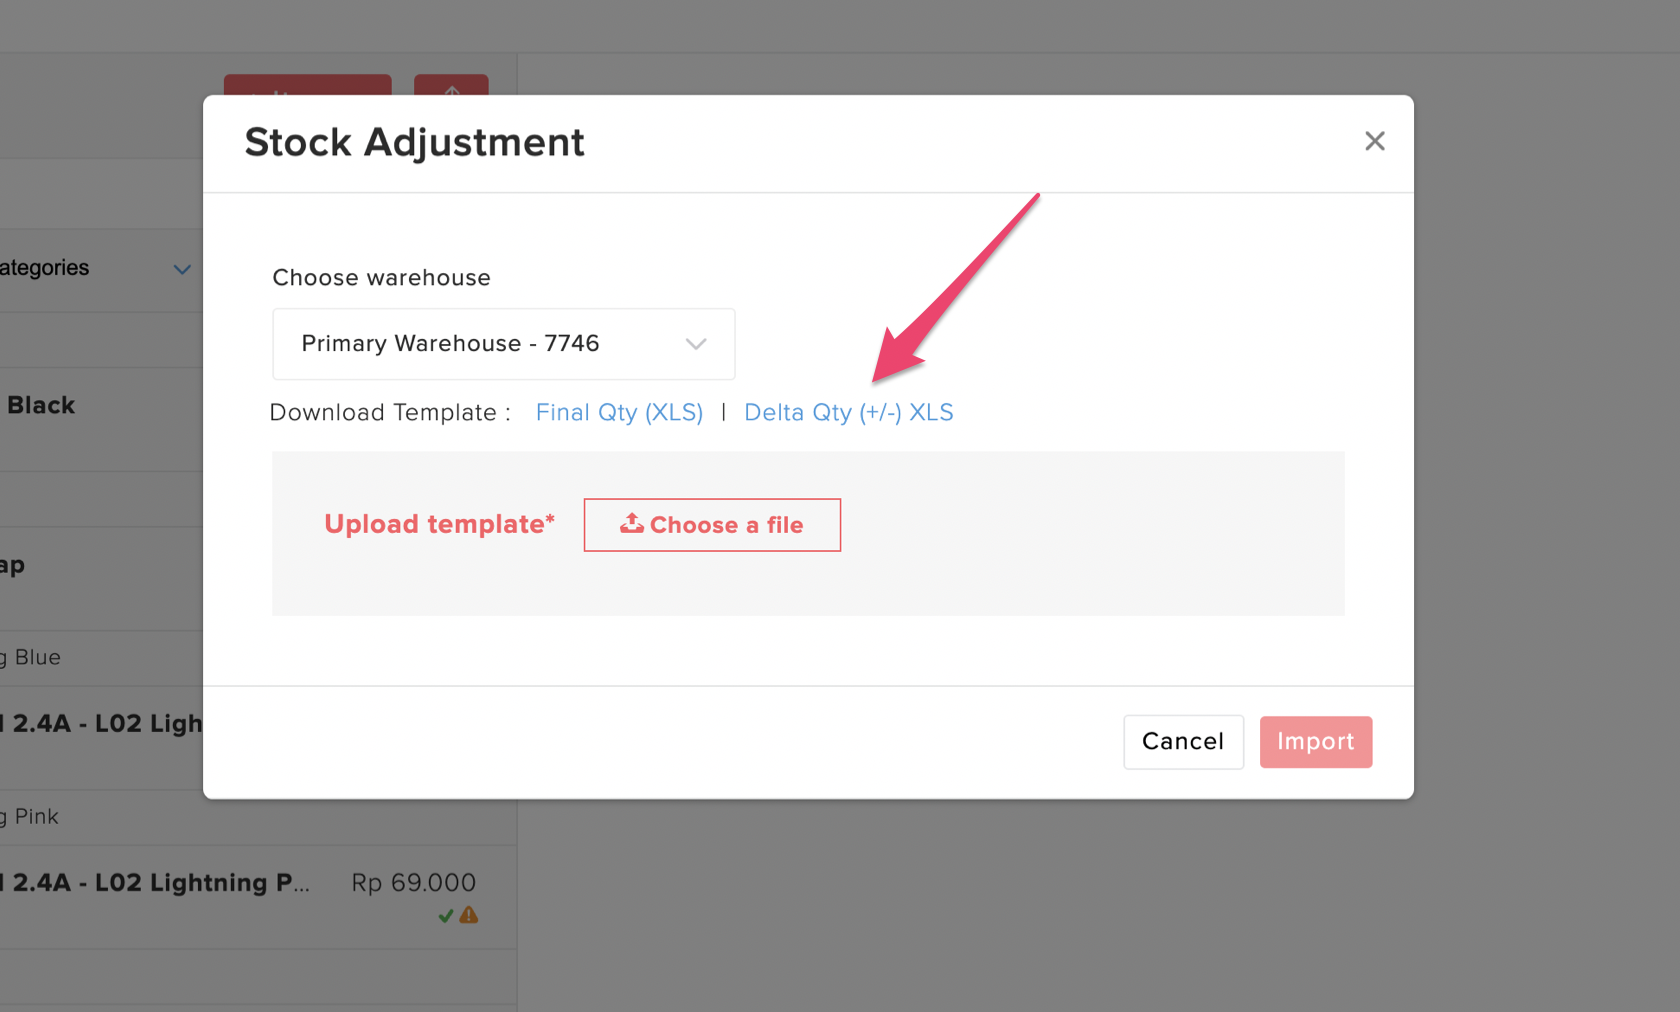 Stock Adjustment
ategories
Choose warehouse
Primary Warehouse - 7746
Black
Download Template : Final Qty (XLS) | Delta Qty (+/-) XLS
Upload template* Choose a file
ap
g Blue
2.4A - L02 Ligh
Cancel Import
g Pink
2.4A - L02 Lightning P... Rp 69.000